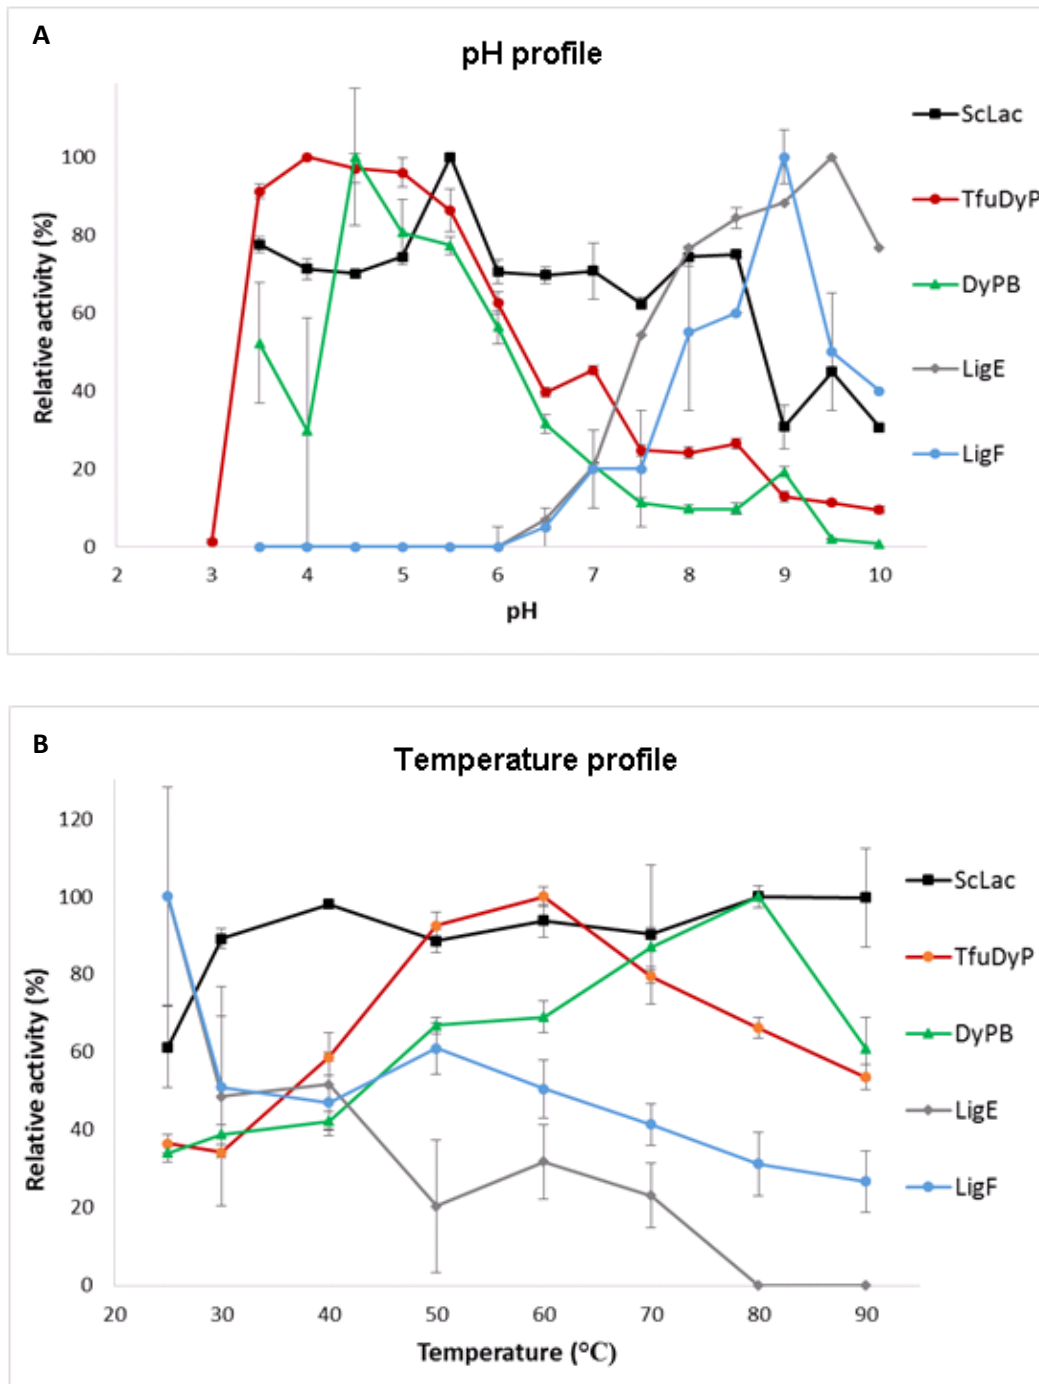 A
pH profile
Relative activity (%)
100
80
60
40
20
0
2 3 4 5 6 7 8 9 10
pH
ScLac
TfuDyP
DyPB
LigE
LigF
B
Temperature profile
Relative activity (%)
120
100
80
60
40
20
0
20 30 40 50 60 70 80 90
Temperature (°C)
ScLac
TfuDyP
DyPB
LigE
LigF